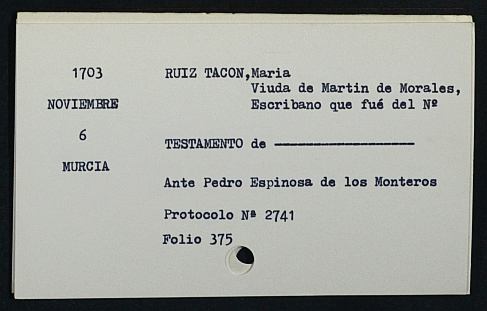 1703
NOVIEMBRE
6
MURCIA
RUIZ TACON,Maria
Viuda de Martin de Morales,
Escribano que fué del Nº
TESTAMENTO de --------------------
Ante Pedro Espinosa de los Monteros
Protocolo Nª 2741
Folio 375